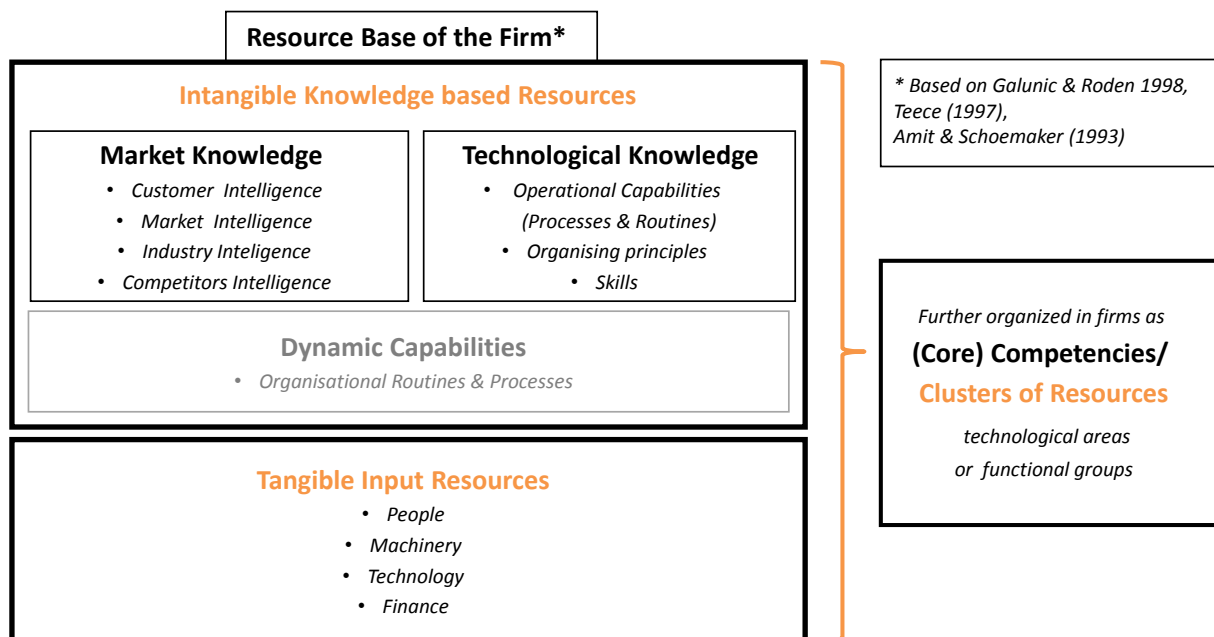 Resource Base of the Firm*
Intangible Knowledge based Resources
Market Knowledge
• Customer Intelligence
• Market Intelligence
• Industry Inteligence
• Competitors Intelligence
Technological Knowledge
• Operational Capabilities
(Processes & Routines)
• Organising principles
• Skills
Dynamic Capabilities
• Organisational Routines & Processes
Tangible Input Resources
• People
• Machinery
• Technology
• Finance
* Based on Galunic & Roden 1998,
Teece (1997),
Amit & Schoemaker (1993)
Further organized in firms as
(Core) Competencies/
Clusters of Resources
technological areas
or functional groups